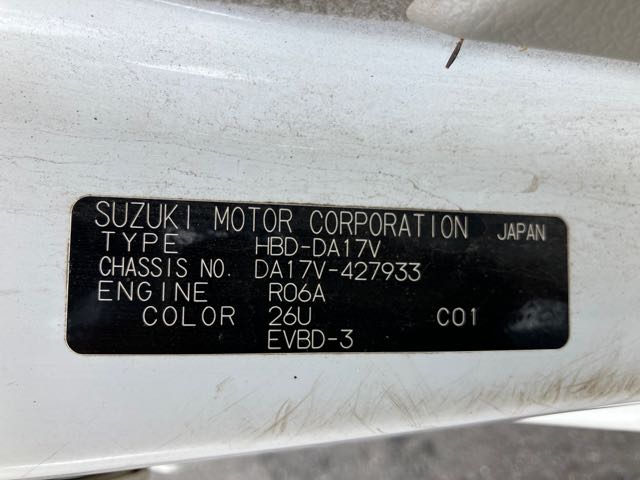 SUZUKI MOTOR CORPORATION JAPAN
TYPE HBD-DA17V
CHASSIS NO. DA17V-427933
ENGINE R06A
COLOR 26U C01
EVBD-3